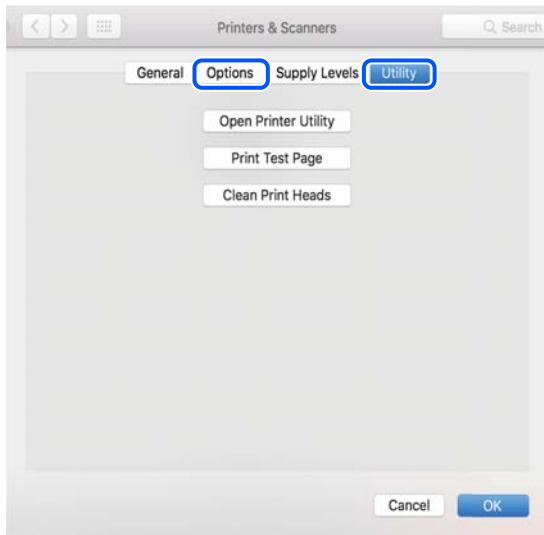 Printers & Scanners Search
General Options Supply Levels Utility
Open Printer Utility
Print Test Page
Clean Print Heads
Cancel OK